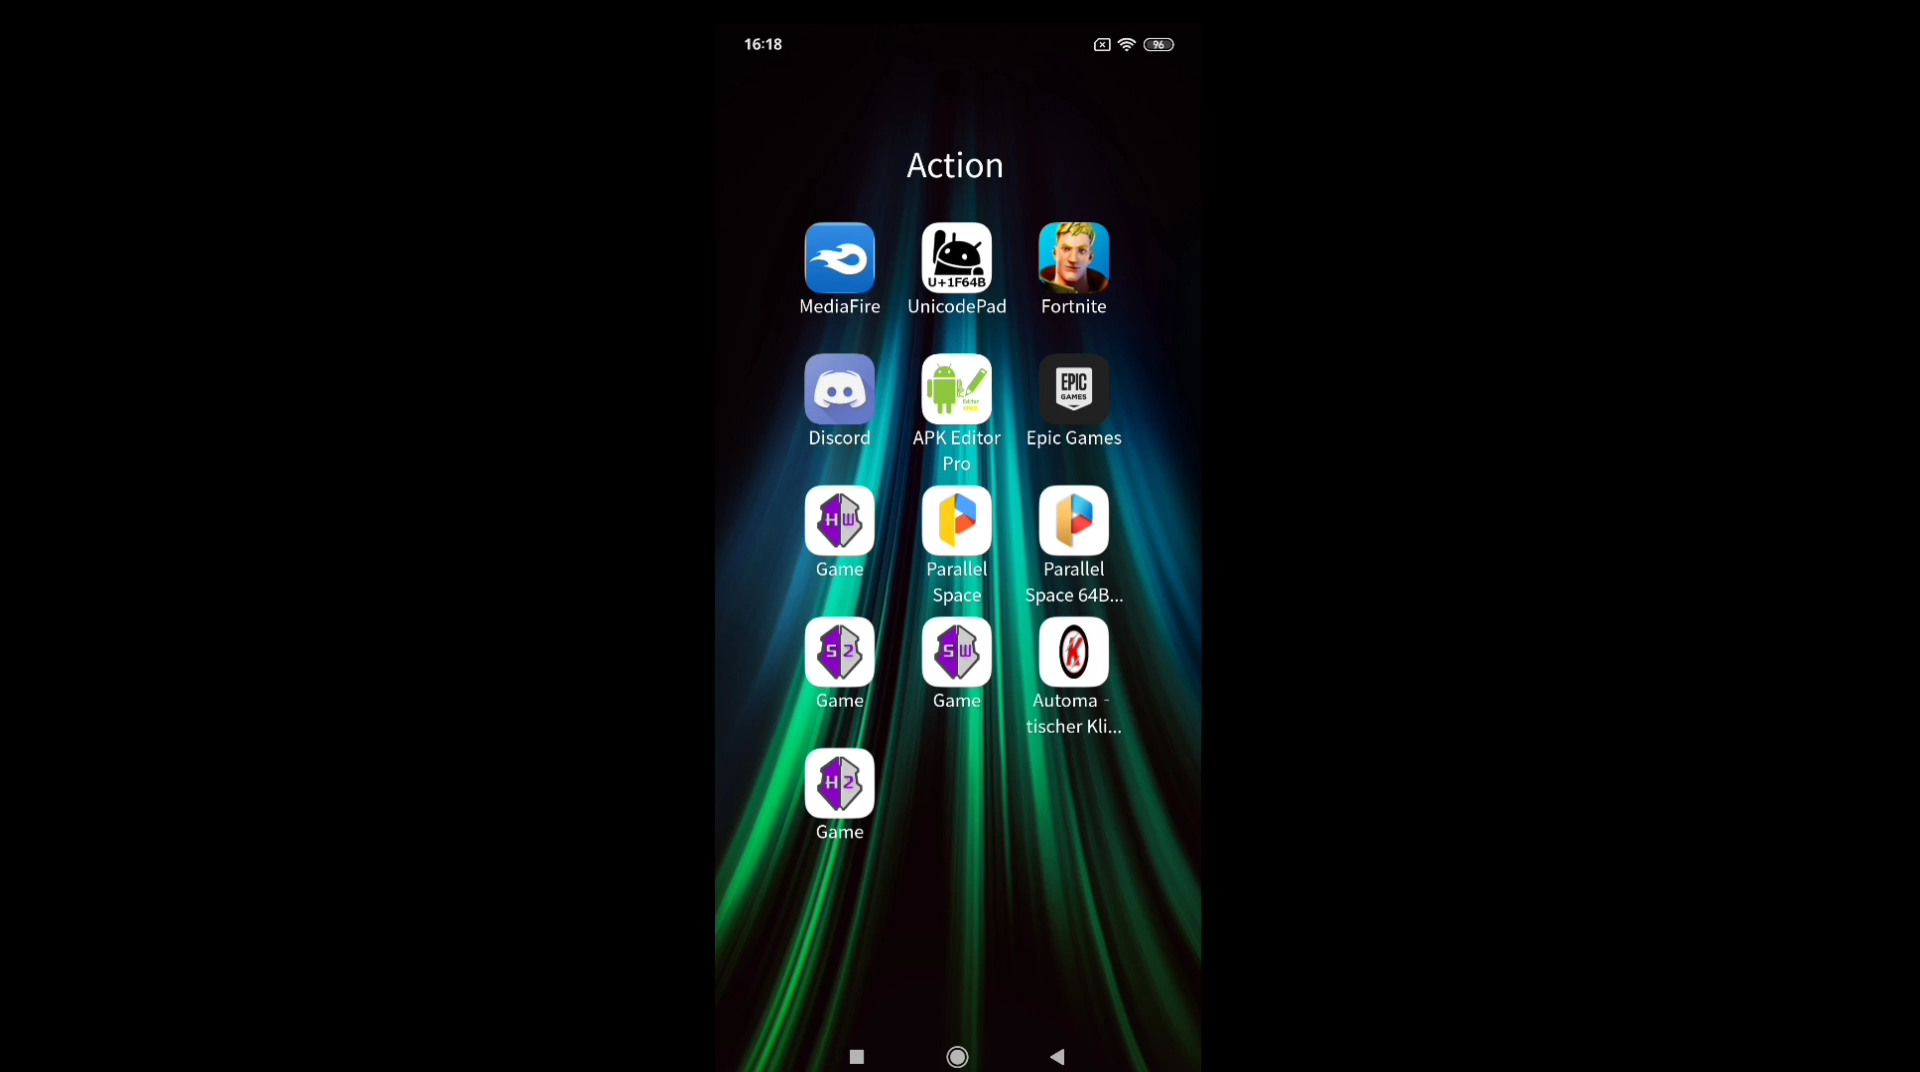 16:18
96
Action
U+1F64B
MediaFire
UnicodePad
Fortnite
Editor
EPIC
GAMES
Discord
APK Editor
Pro
Epic Games
HW
Game
Parallel
Space
Parallel
Space 64B...
S2
SW
K
Game
Game
Automa -
tischer Kli...
H2
Game